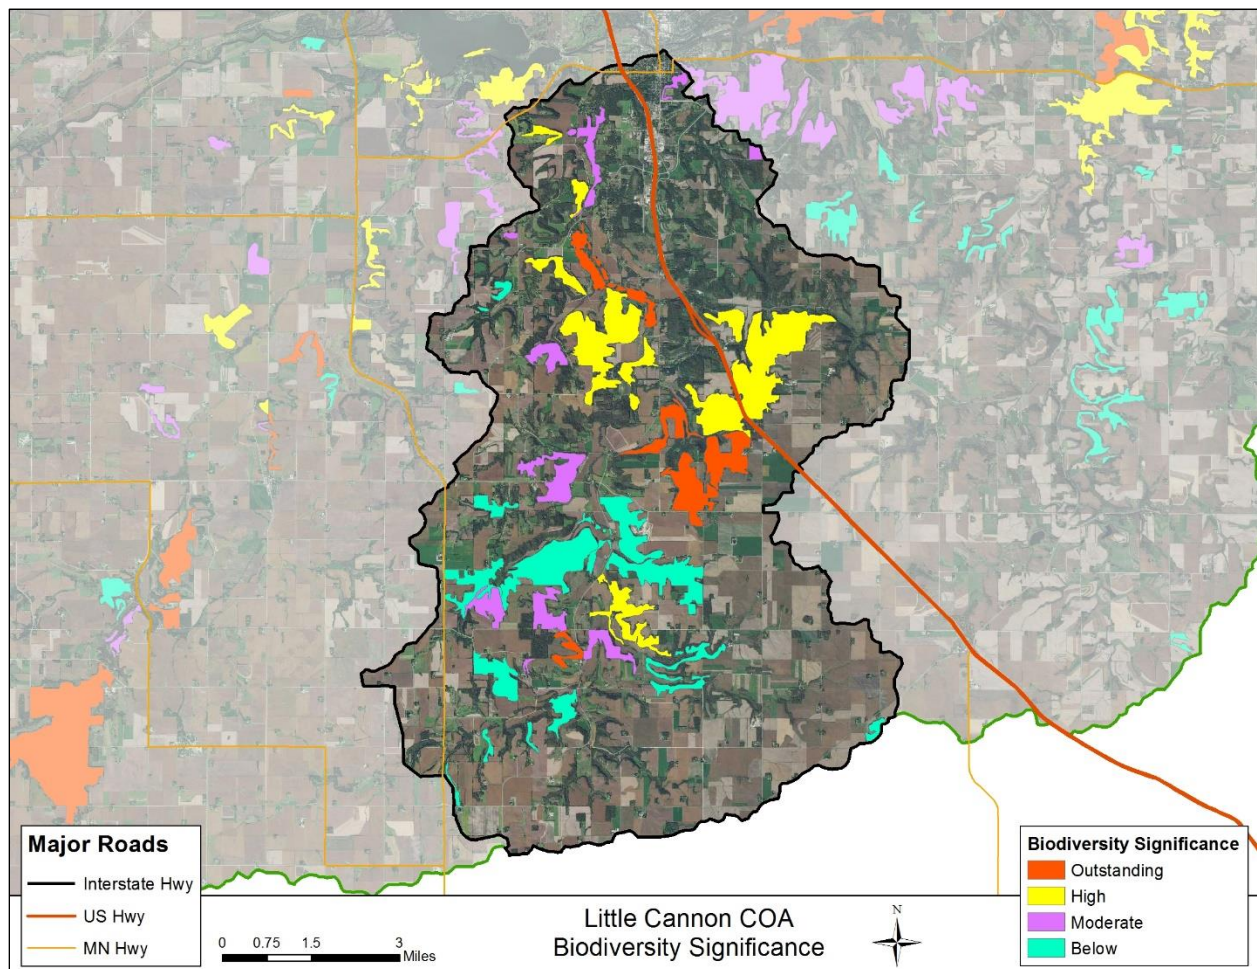 Major Roads
Interstate Hwy
US Hwy
MN Hwy
0 0.75 1.5 3
Miles
Little Cannon COA
Biodiversity Significance
N
Biodiversity Significance
Outstanding
High
Moderate
Below